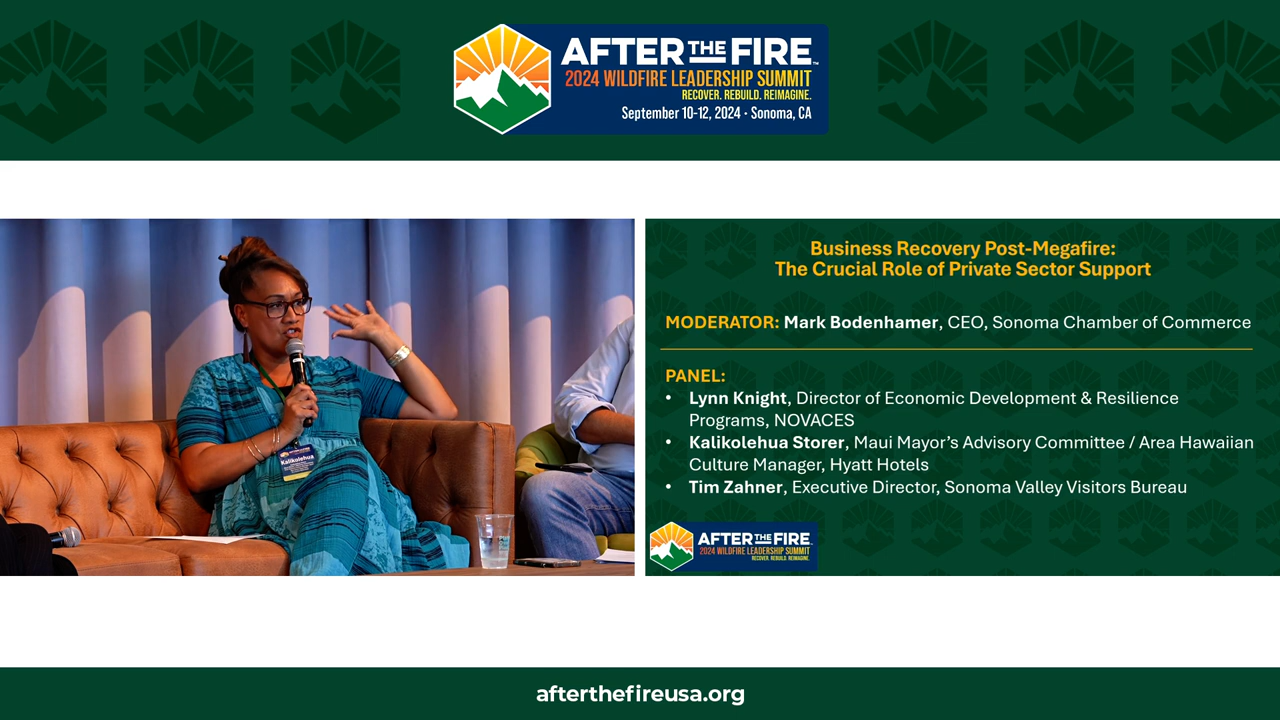 AFTER THE FIRE™
2024 WILDFIRE LEADERSHIP SUMMIT
RECOVER. REBUILD. REIMAGINE.
September 10-12, 2024 · Sonoma, CA
Kalikolehua
Business Recovery Post-Megafire:
The Crucial Role of Private Sector Support
MODERATOR: Mark Bodenhamer, CEO, Sonoma Chamber of Commerce
PANEL:
• Lynn Knight, Director of Economic Development & Resilience
Programs, NOVACES
• Kalikolehua Storer, Maui Mayor’s Advisory Committee / Area Hawaiian
Culture Manager, Hyatt Hotels
• Tim Zahner, Executive Director, Sonoma Valley Visitors Bureau
AFTER THE FIRE
2024 WILDFIRE LEADERSHIP SUMMIT
RECOVER. REBUILD. REIMAGINE.
afterthefireusa.org